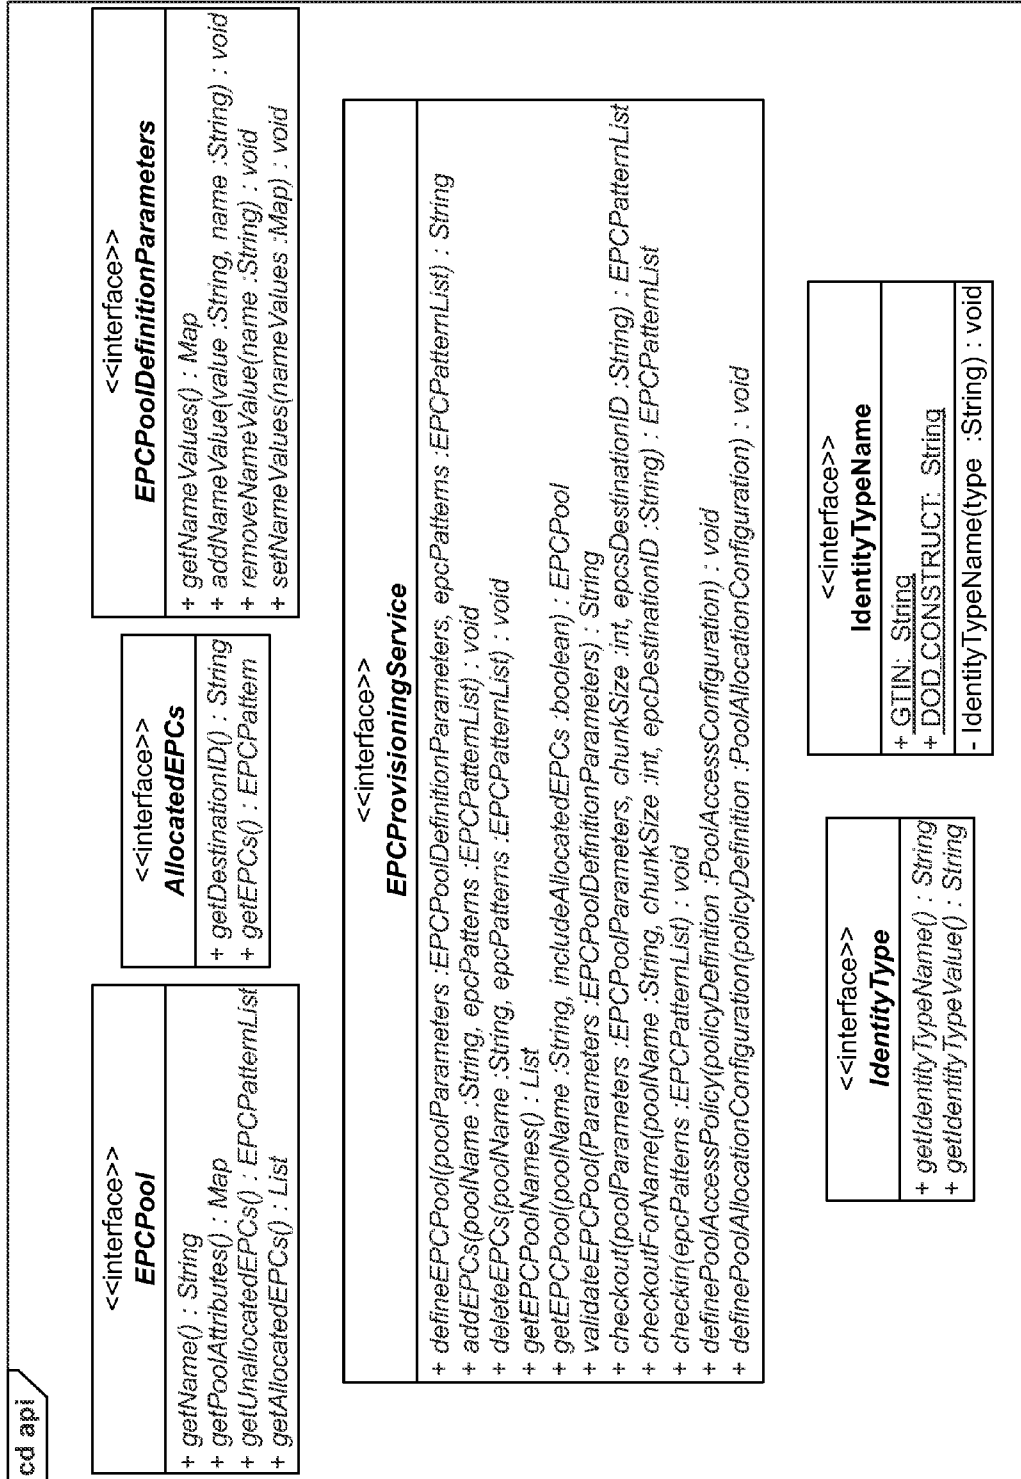 cd api
<<interface>>
EPCPool
+ getName() : String
+ getPoolAttributes() : Map
+ getUnallocatedEPCs() : EPCPatternList
+ getAllocatedEPCs() : List
<<interface>>
AllocatedEPCs
+ getDestinationID() : String
+ getEPCs() : EPCPattern
<<interface>>
EPCPoolDefinitionParameters
+ getNameValues() : Map
+ addNameValue(value :String, name :String) : void
+ removeNameValue(name :String) : void
+ setNameValues(nameValues :Map) : void
<<interface>>
EPCProvisioningService
+ defineEPCPool(poolParameters :EPCPoolDefinitionParameters, epcPatterns :EPCPatternList) : String
+ addEPCs(poolName :String, epcPatterns :EPCPatternList) : void
+ deleteEPCs(poolName :String, epcPatterns :EPCPatternList) : void
+ getEPCPoolNames() : List
+ getEPCPool(poolName :String, includeAllocatedEPCs :boolean) : EPCPool
+ validateEPCPool(Parameters :EPCPoolDefinitionParameters) : String
+ checkout(poolParameters :EPCPoolParameters, chunkSize :int, epcsDestinationID :String) : EPCPatternList
+ checkoutForName(poolName :String, chunkSize :int, epcDestinationID :String) : EPCPatternList
+ checkin(epcPatterns :EPCPatternList) : void
+ definePoolAccessPolicy(policyDefinition :PoolAccessConfiguration) : void
+ definePoolAllocationConfiguration(policyDefinition :PoolAllocationConfiguration) : void
<<interface>>
IdentityType
+ getIdentityTypeName() : String
+ getIdentityTypeValue() : String
<<interface>>
IdentityTypeName
+ GTIN: String
+ DOD_CONSTRUCT: String
- IdentityTypeName(type :String) : void